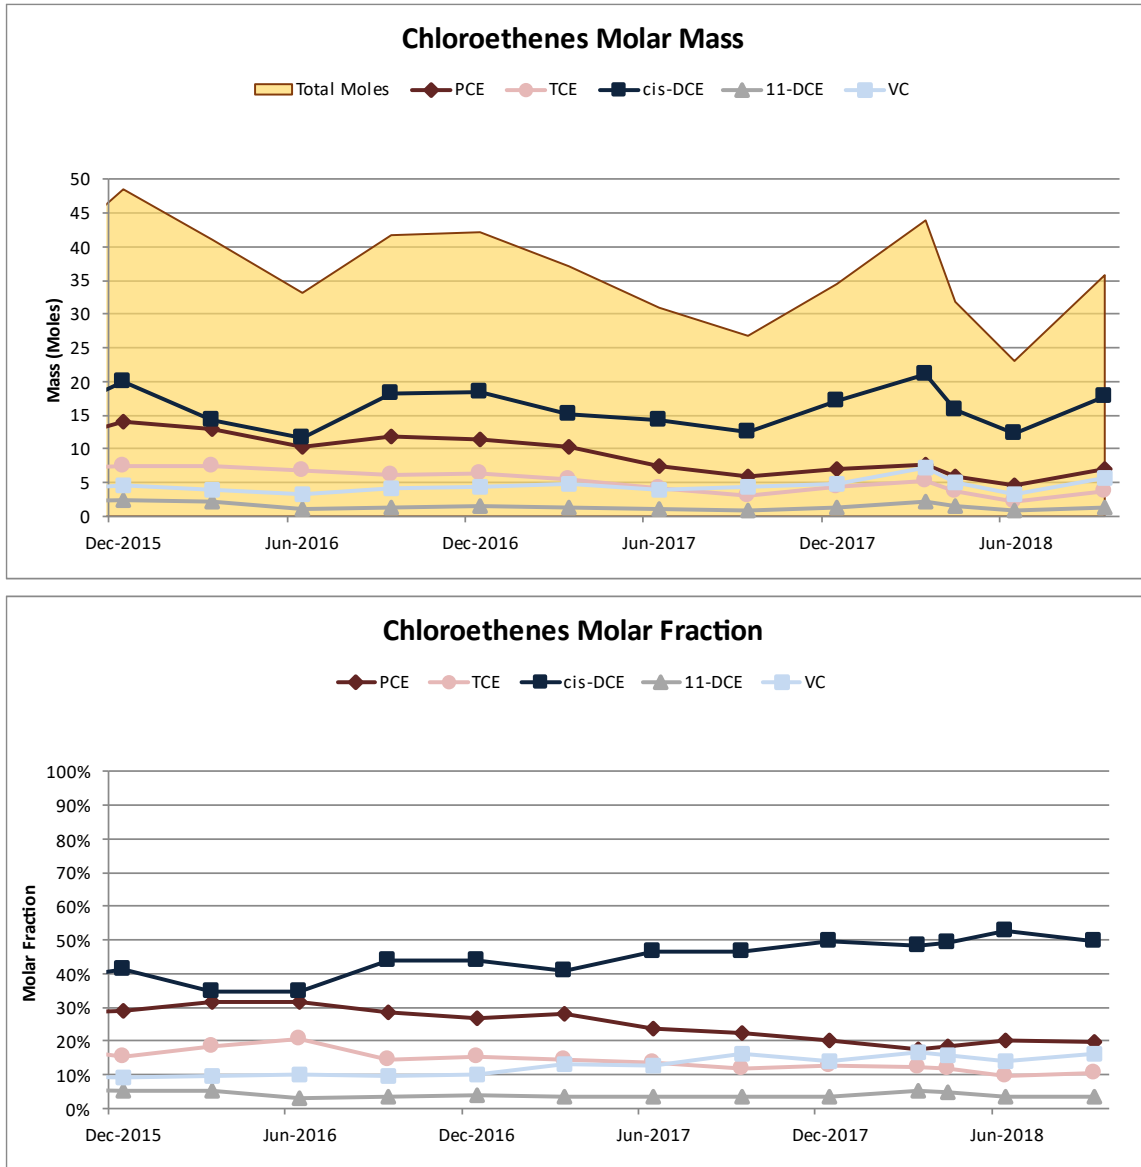 Chloroethenes Molar Mass
Total Moles PCE TCE cis-DCE 11-DCE VC
Mass (Moles)
50
45
40
35
30
25
20
15
10
5
0
Dec-2015 Jun-2016 Dec-2016 Jun-2017 Dec-2017 Jun-2018
Chloroethenes Molar Fraction
PCE TCE cis-DCE 11-DCE VC
Molar Fraction
100%
90%
80%
70%
60%
50%
40%
30%
20%
10%
0%
Dec-2015 Jun-2016 Dec-2016 Jun-2017 Dec-2017 Jun-2018